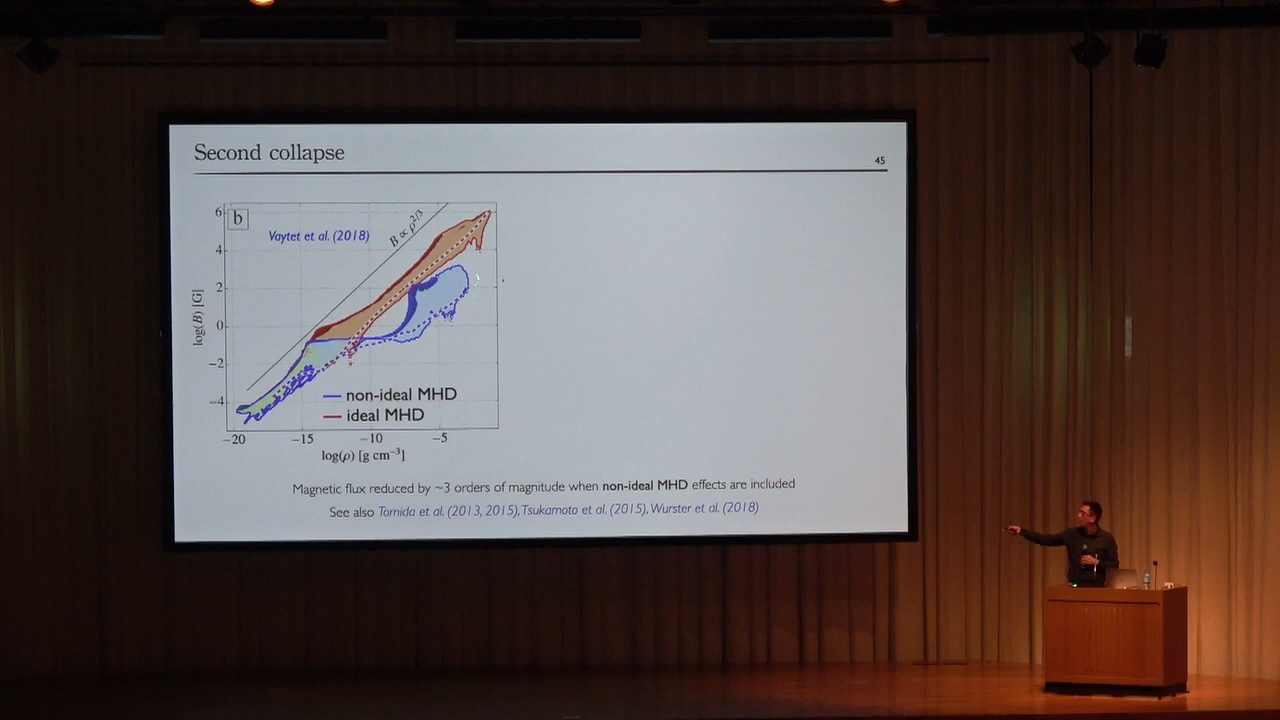 Second collapse
45
b
Vaytet et al. (2018)
B ∝ ρ^2/3
6
4
2
0
−2
−4
log(B) [G]
non-ideal MHD
ideal MHD
−20 −15 −10 −5
log(ρ) [g cm⁻³]
Magnetic flux reduced by ~3 orders of magnitude when non-ideal MHD effects are included
See also Tomida et al. (2013, 2015), Tsukamoto et al. (2015), Wurster et al. (2018)